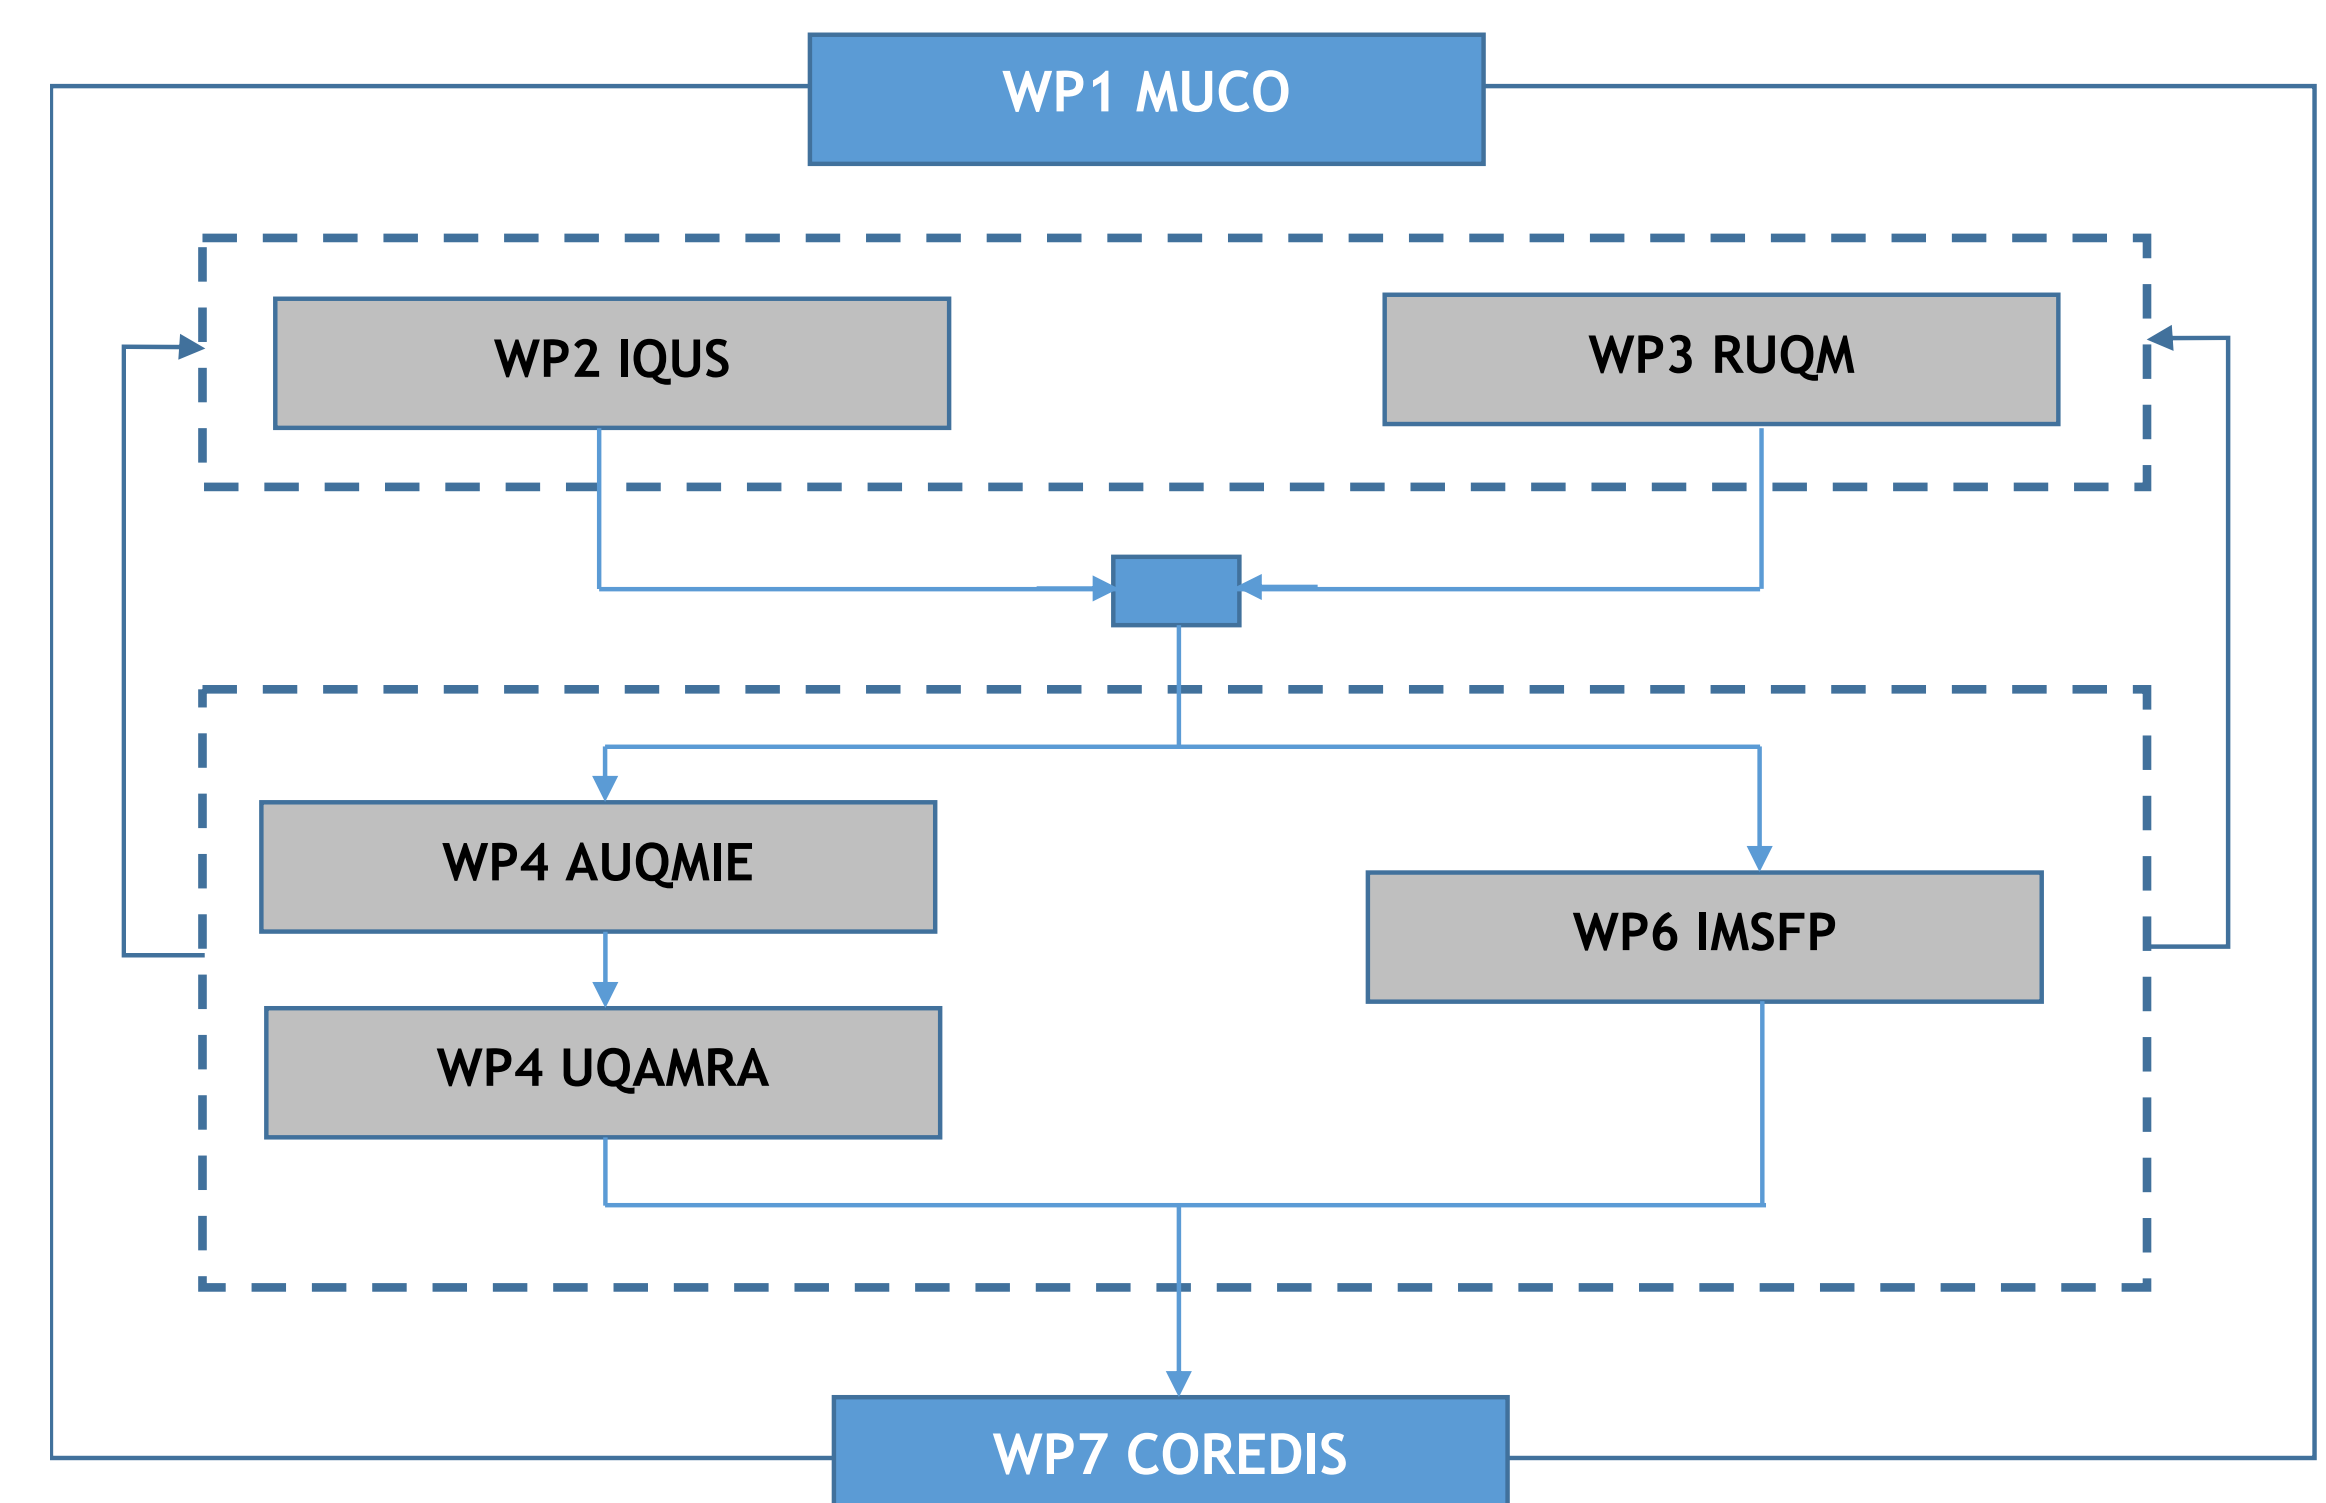 WP1 MUCO
WP2 IQUS
WP3 RUQM
WP4 AUQMIE
WP6 IMSFP
WP4 UQAMRA
WP7 COREDIS